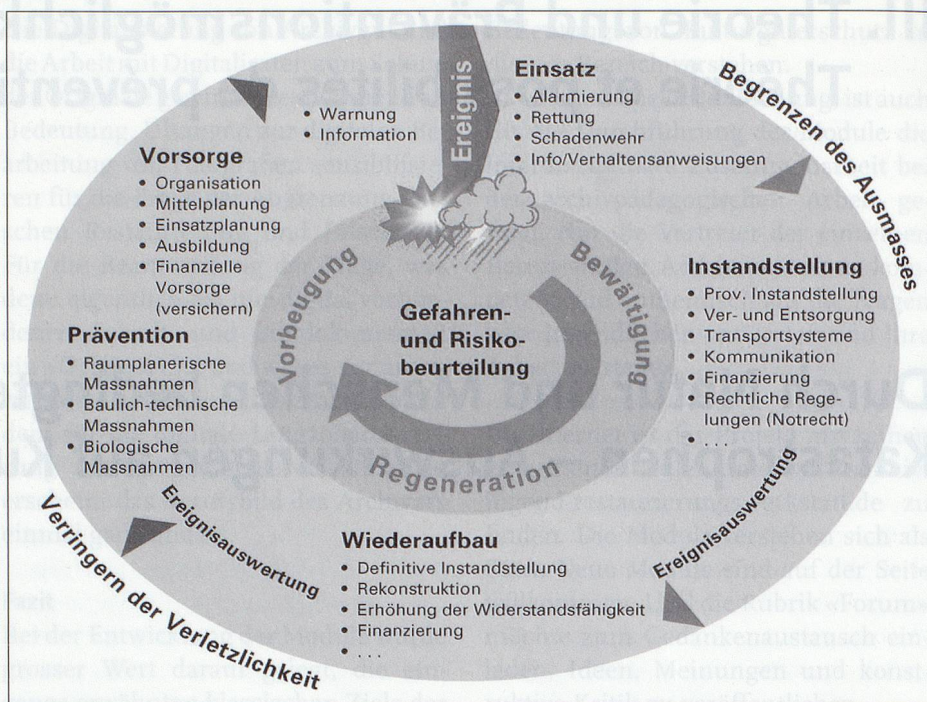 Ereignis
Einsatz
• Alarmierung
• Rettung
• Schadenwehr
• Info/Verhaltensanweisungen
Begrenzen des Ausmasses
Instandstellung
• Prov. Instandstellung
• Ver- und Entsorgung
• Transportsysteme
• Kommunikation
• Finanzierung
• Rechtliche Rege-
lungen (Notrecht)
• . . . .
Ereignisauswertung
Wiederaufbau
• Definitive Instandstellung
• Rekonstruktion
• Erhöhung der Widerstandsfähigkeit
• Finanzierung
• . . . .
Ereignisauswertung
Verringern der Verletzlichkeit
Prävention
• Raumplanerische
Massnahmen
• Baulich-technische
Massnahmen
• Biologische
Massnahmen
Vorsorge
• Organisation
• Mittelplanung
• Einsatzplanung
• Ausbildung
• Finanzielle
Vorsorge
(versichern)
• Warnung
• Information
Vorbeugung
Bewältigung
Regeneration
Gefahren-
und Risiko-
beurteilung